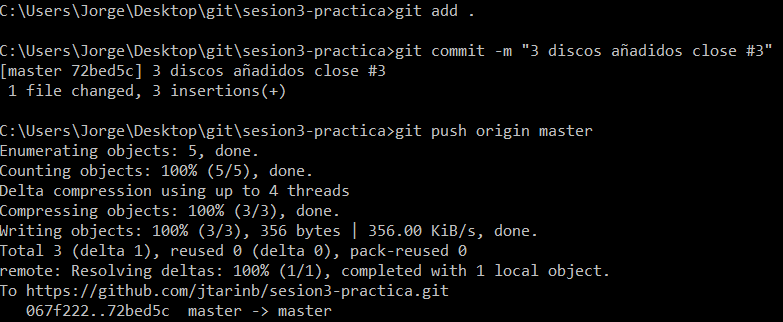 C:\Users\Jorge\Desktop\git\sesion3-practica>git add .
C:\Users\Jorge\Desktop\git\sesion3-practica>git commit -m "3 discos añadidos close #3"
[master 72bed5c] 3 discos añadidos close #3
 1 file changed, 3 insertions(+)
C:\Users\Jorge\Desktop\git\sesion3-practica>git push origin master
Enumerating objects: 5, done.
Counting objects: 100% (5/5), done.
Delta compression using up to 4 threads
Compressing objects: 100% (3/3), done.
Writing objects: 100% (3/3), 356 bytes | 356.00 KiB/s, done.
Total 3 (delta 1), reused 0 (delta 0), pack-reused 0
remote: Resolving deltas: 100% (1/1), completed with 1 local object.
To https://github.com/jtarinb/sesion3-practica.git
   067f222..72bed5c  master -> master